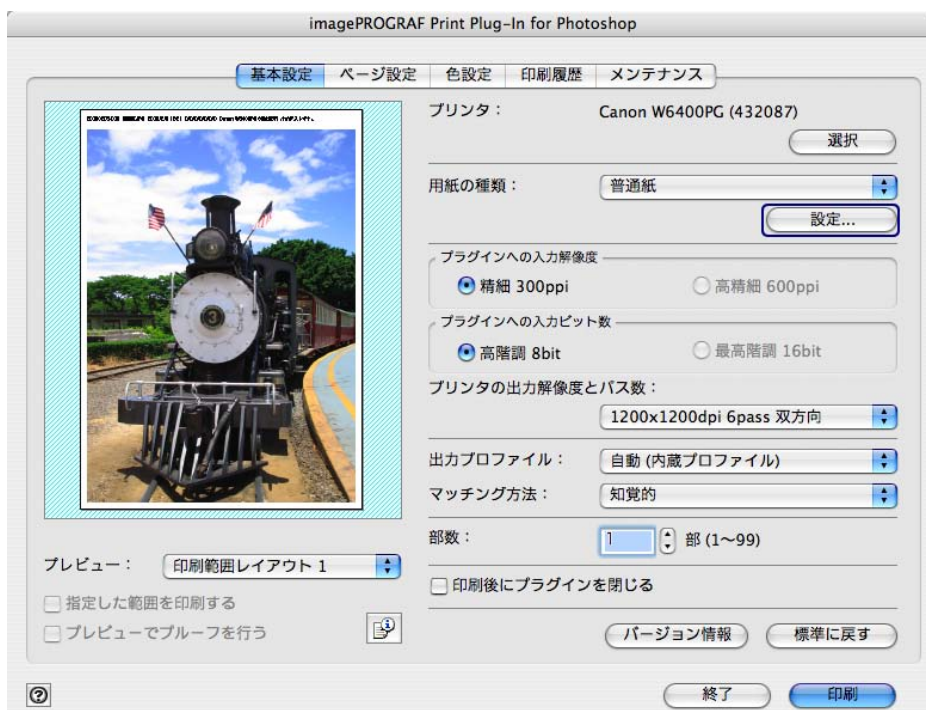 imagePROGRAF Print Plug-In for Photoshop
基本設定 ページ設定 色設定 印刷履歴 メンテナンス
プリンタ： Canon W6400PG (432087)
選択
用紙の種類： 普通紙
設定...
プラグインへの入力解像度
精細 300ppi 高精細 600ppi
プラグインへの入力ビット数
高階調 8bit 最高階調 16bit
プリンタの出力解像度とパス数：
1200x1200dpi 6pass 双方向
出力プロファイル： 自動 (内蔵プロファイル)
マッチング方法： 知覚的
部数： 1 部 (1〜99)
印刷後にプラグインを閉じる
バージョン情報 標準に戻す
3
プレビュー： 印刷範囲レイアウト 1
指定した範囲を印刷する
プレビューでプルーフを行う
? 終了 印刷